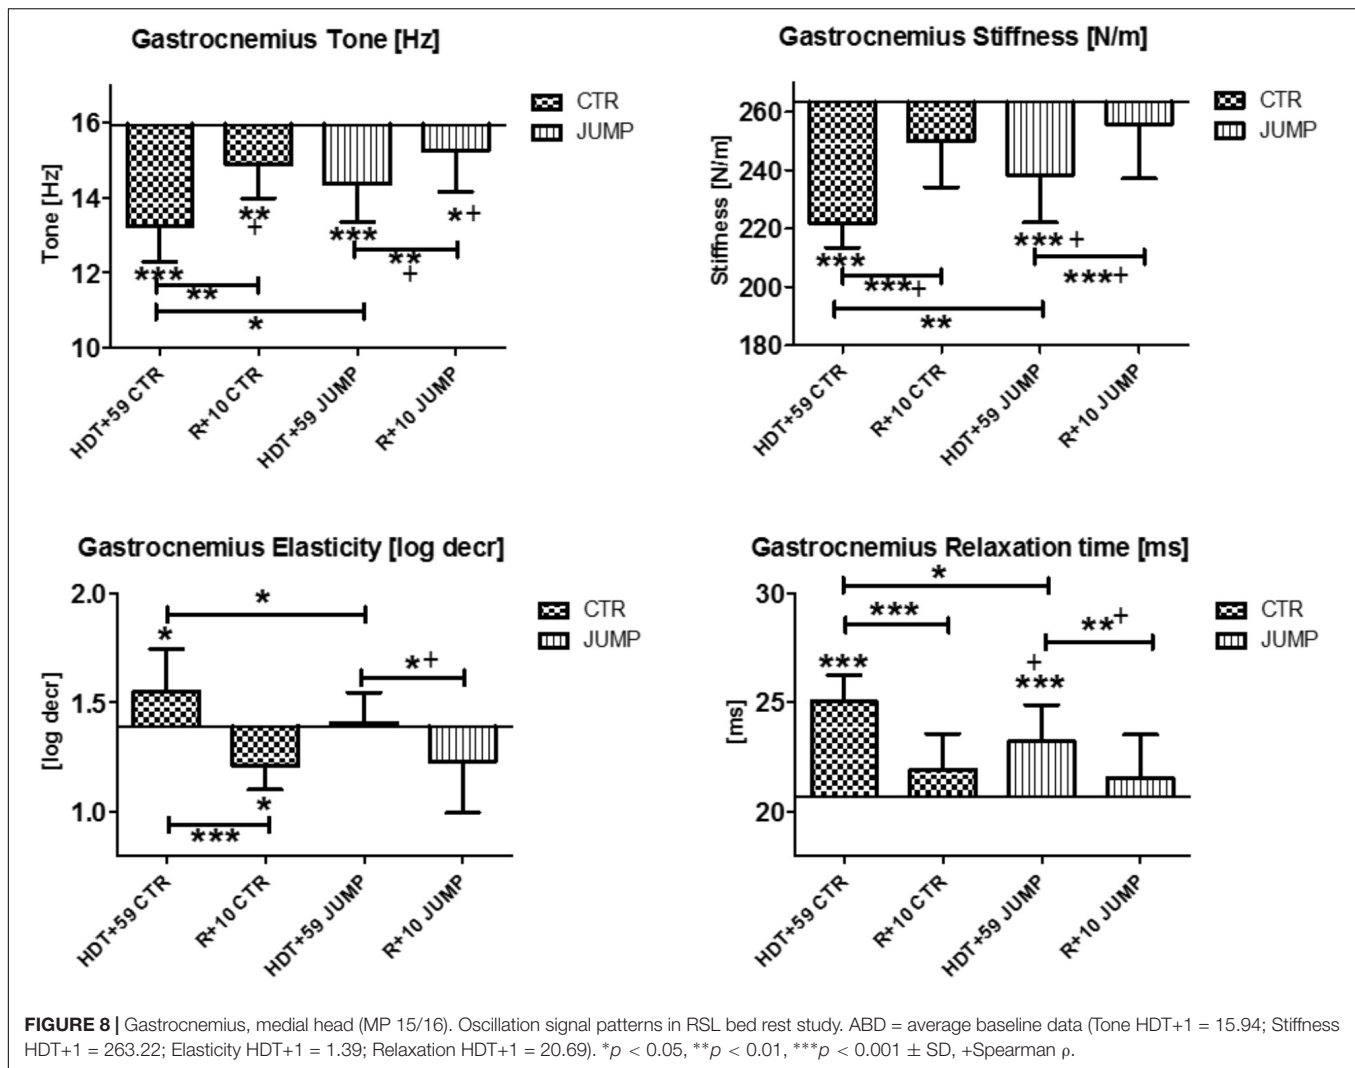 Gastrocnemius Tone [Hz]
Tone [Hz]
16
14
12
10
CTR
JUMP
***
**
+
***
*+
**
**
+
*
HDT+59 CTR
R+10 CTR
HDT+59 JUMP
R+10 JUMP
Gastrocnemius Stiffness [N/m]
Stiffness [N/m]
260
240
220
200
180
CTR
JUMP
***
***+
***+
***+
**
HDT+59 CTR
R+10 CTR
HDT+59 JUMP
R+10 JUMP
Gastrocnemius Elasticity [log decr]
[log decr]
2.0
1.5
1.0
CTR
JUMP
*
*
*+
*
***
HDT+59 CTR
R+10 CTR
HDT+59 JUMP
R+10 JUMP
Gastrocnemius Relaxation time [ms]
[ms]
30
25
20
CTR
JUMP
*
***
**+
***
+
***
HDT+59 CTR
R+10 CTR
HDT+59 JUMP
R+10 JUMP
FIGURE 8 | Gastrocnemius, medial head (MP 15/16). Oscillation signal patterns in RSL bed rest study. ABD = average baseline data (Tone HDT+1 = 15.94; Stiffness
HDT+1 = 263.22; Elasticity HDT+1 = 1.39; Relaxation HDT+1 = 20.69). *p < 0.05, **p < 0.01, ***p < 0.001 ± SD, +Spearman ρ.